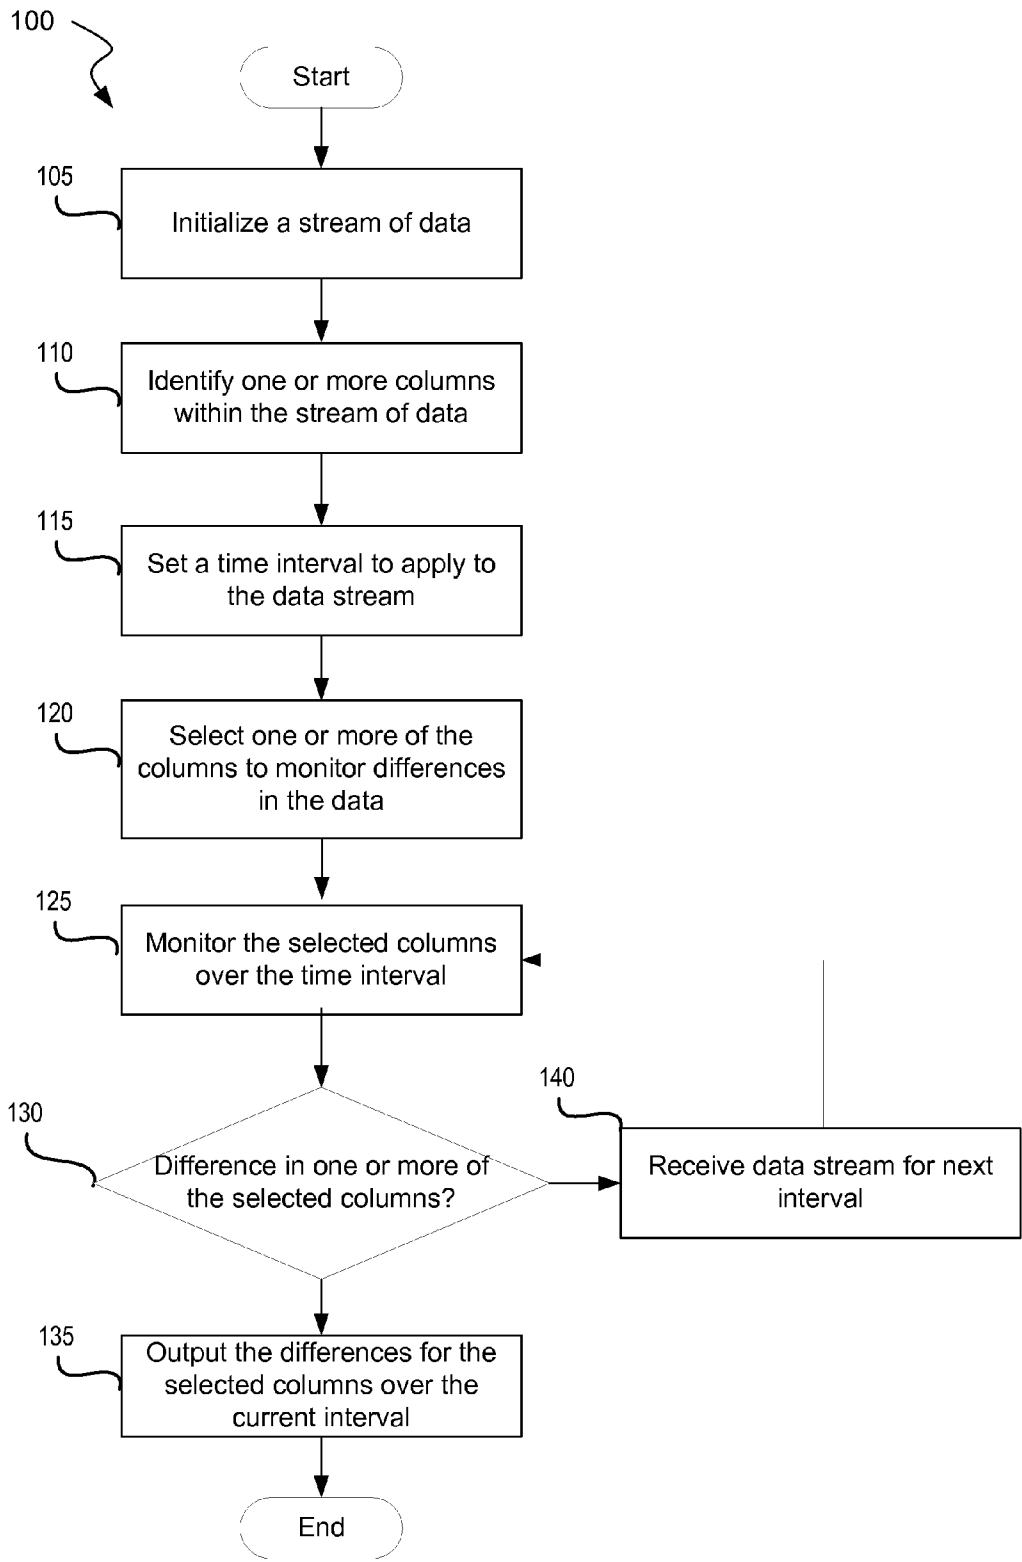 100
Start
105
Initialize a stream of data
110
Identify one or more columns
within the stream of data
115
Set a time interval to apply to
the data stream
120
Select one or more of the
columns to monitor differences
in the data
125
Monitor the selected columns
over the time interval
130
Difference in one or more of
the selected columns?
140
Receive data stream for next
interval
135
Output the differences for the
selected columns over the
current interval
End